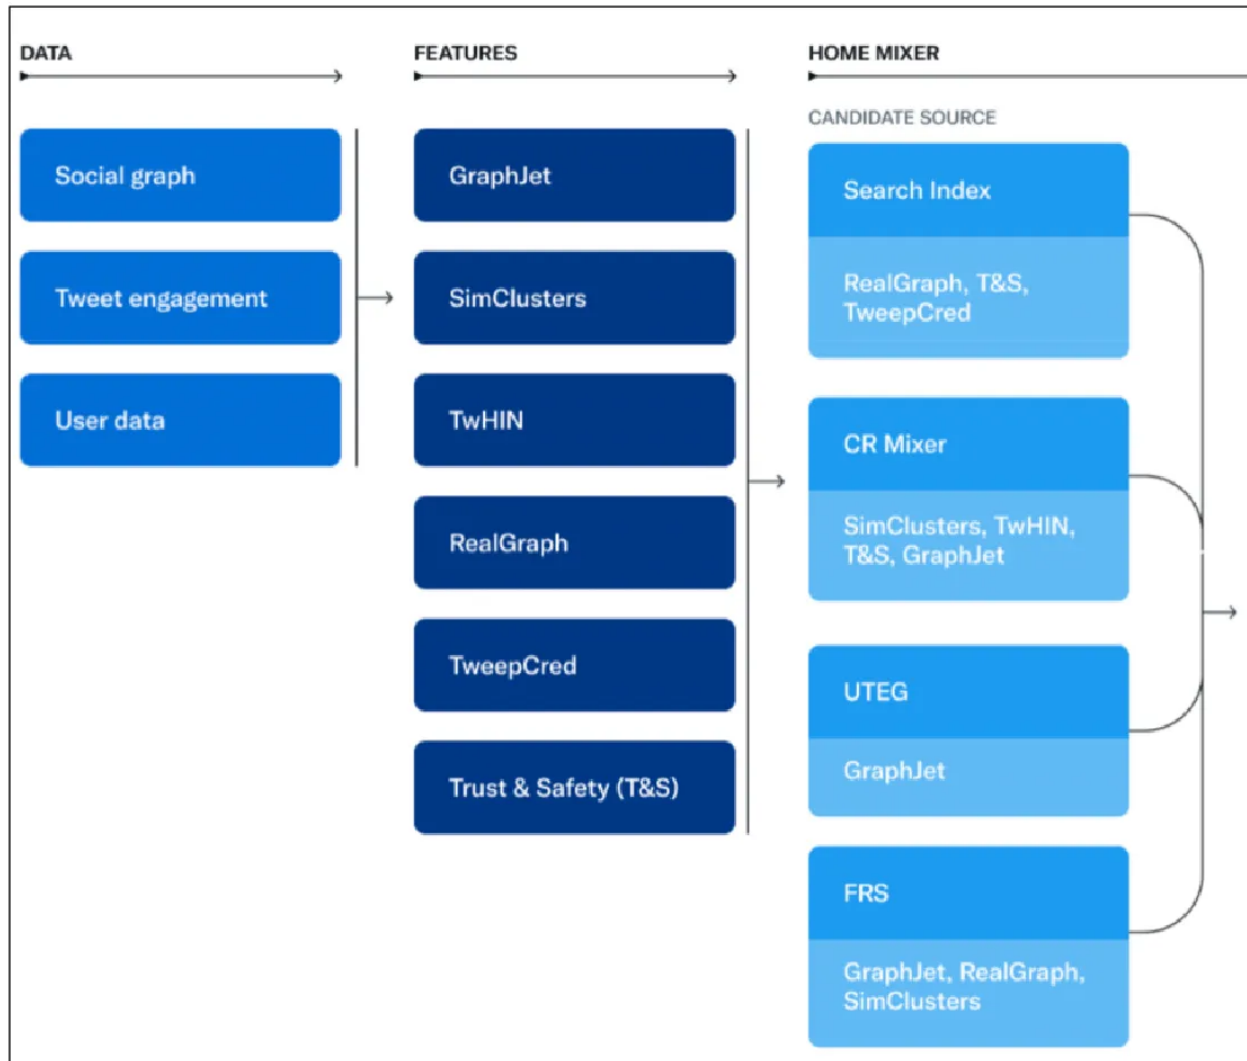 DATA
Social graph
Tweet engagement
User data
FEATURES
GraphJet
SimClusters
TwHIN
RealGraph
TweepCred
Trust & Safety (T&S)
HOME MIXER
CANDIDATE SOURCE
Search Index
RealGraph, T&S,
TweepCred
CR Mixer
SimClusters, TwHIN,
T&S, GraphJet
UTEG
GraphJet
FRS
GraphJet, RealGraph,
SimClusters